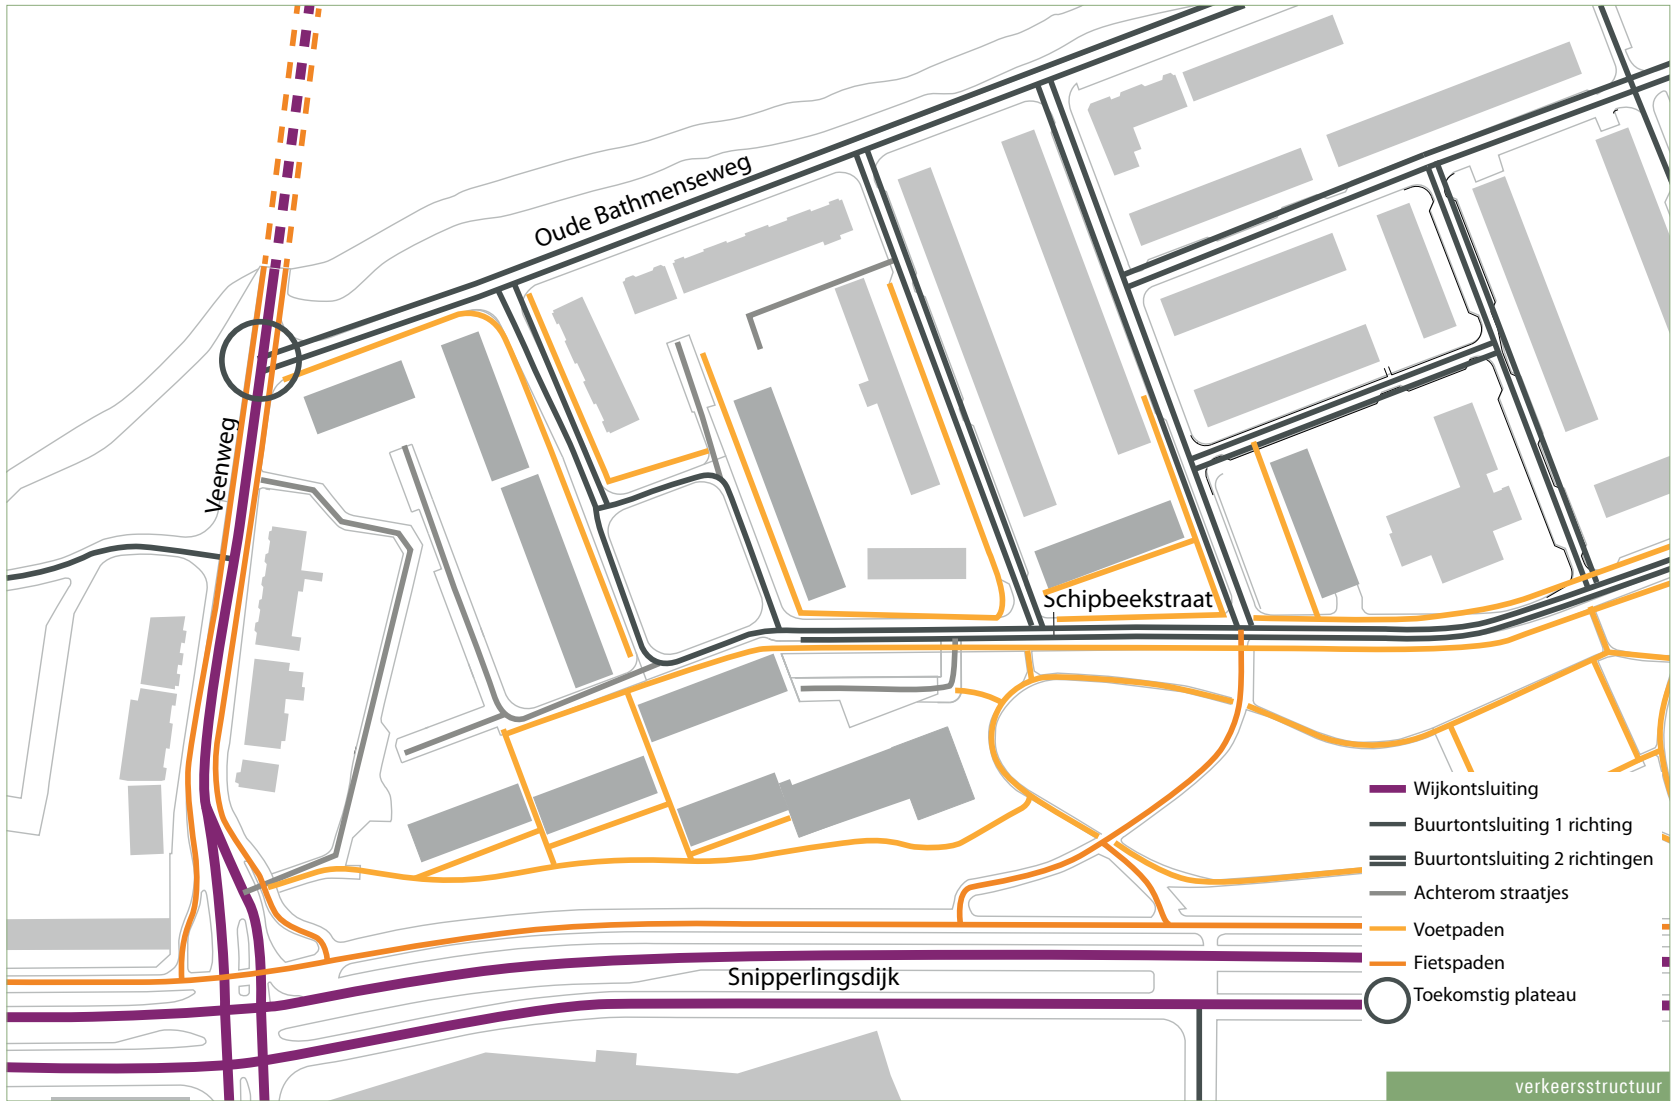 Oude Bathmenseweg
Veenweg
Schipbeekstraat
Snipperlingsdijk
Wijkontsluiting
Buurtontsluiting 1 richting
Buurtontsluiting 2 richtingen
Achterom straatjes
Voetpaden
Fietspaden
Toekomstig plateau
verkeersstructuur